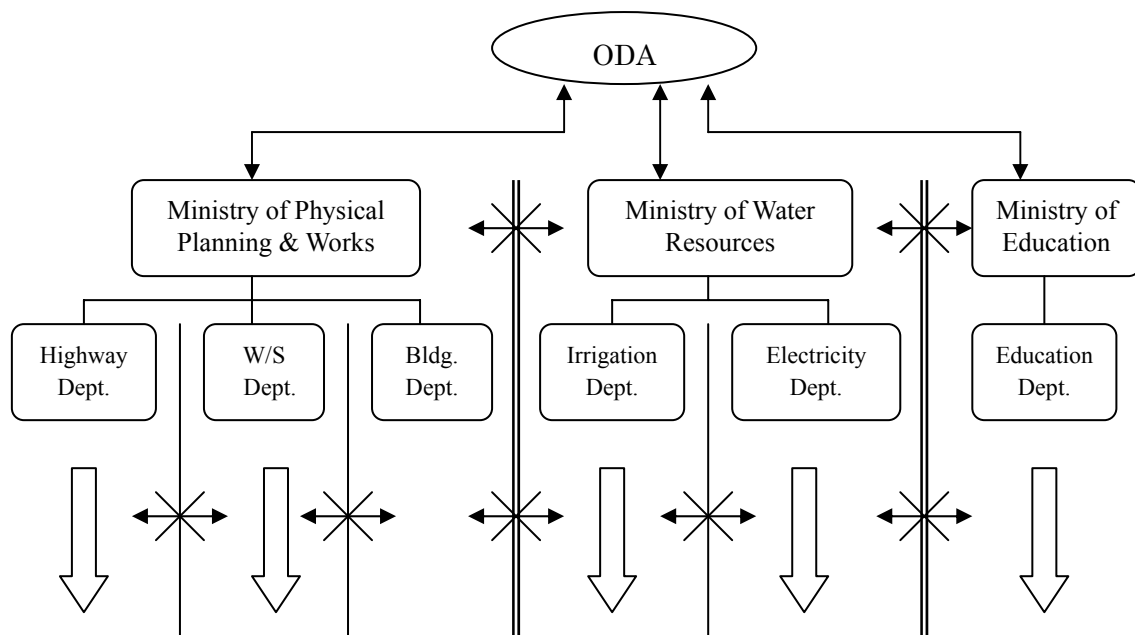 ODA
Ministry of Physical
Planning & Works
Ministry of Water
Resources
Ministry of
Education
Highway
Dept.
W/S
Dept.
Bldg.
Dept.
Irrigation
Dept.
Electricity
Dept.
Education
Dept.